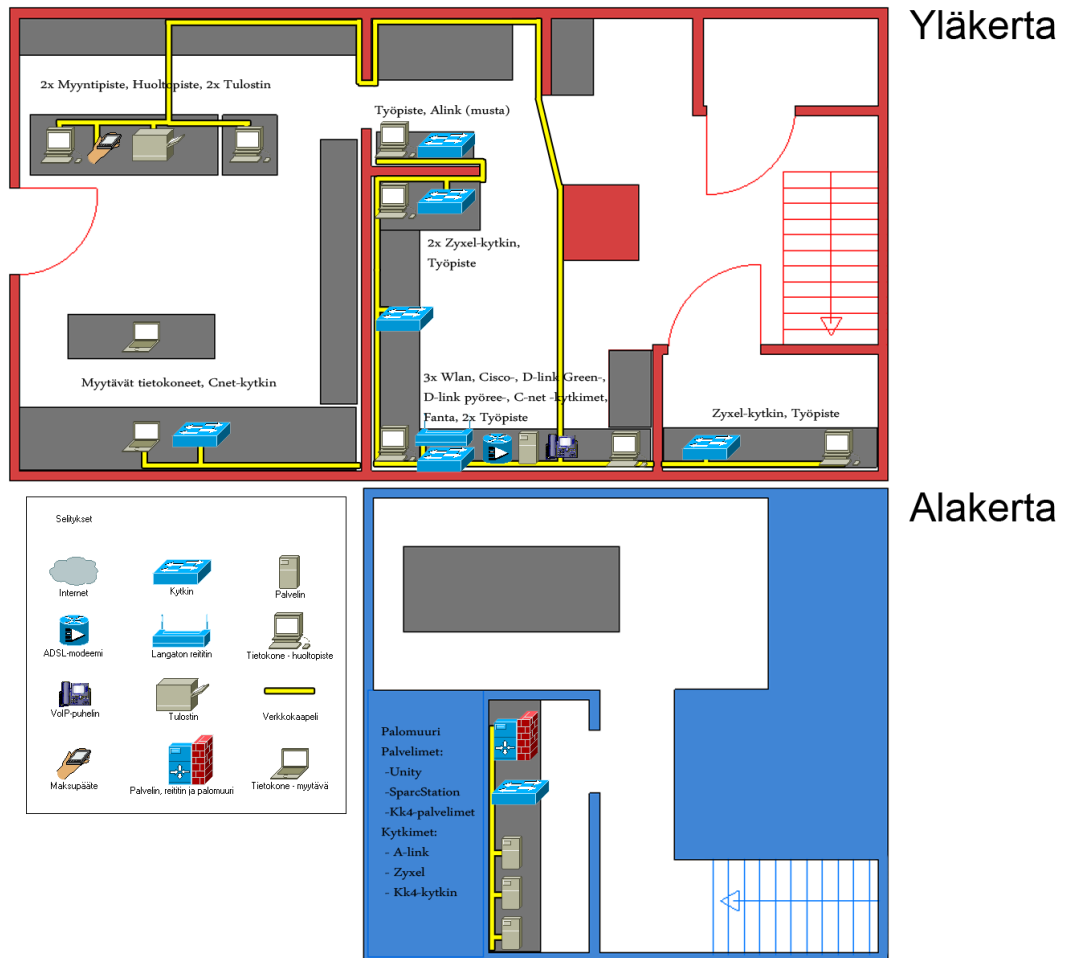 Yläkerta
2x Myyntipiste, Huoltopiste, 2x Tulostin
Työpiste, Alink (musta)
2x Zyxel-kytkin,
Työpiste
Myytävät tietokoneet, Cnet-kytkin
3x Wlan, Cisco-, D-link Green-,
D-link pyöree-, C-net -kytkimet,
Fanta, 2x Työpiste
Zyxel-kytkin, Työpiste
Alakerta
Selitykset
Internet
Kytkin
Palvelin
ADSL-modeemi
Langaton reititin
Tietokone - huoltopiste
VoIP-puhelin
Tulostin
Verkkokaapeli
Maksupääte
Palvelin, reititin ja palomuuri
Tietokone - myytävä
Palomuuri
Palvelimet:
-Unity
-SparcStation
-Kk4-palvelimet
Kytkimet:
- A-link
- Zyxel
- Kk4-kytkin